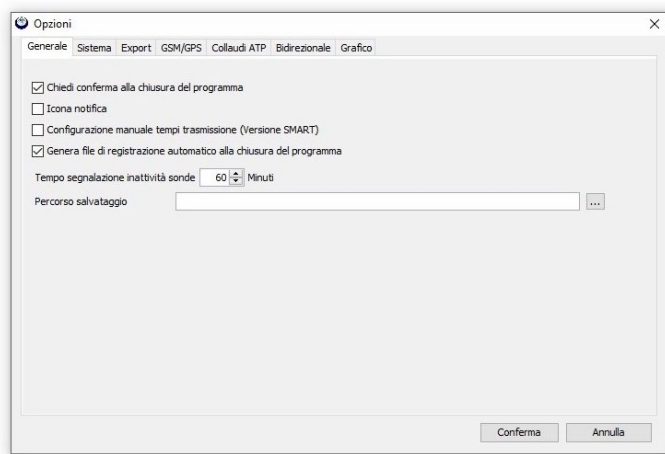 Opzioni
Generale Sistema Export GSM/GPS Collaudi ATP Bidirezionale Grafico
Chiedi conferma alla chiusura del programma
Icona notifica
Configurazione manuale tempi trasmissione (Versione SMART)
Genera file di registrazione automatico alla chiusura del programma
Tempo segnalazione inattività sonde 60 Minuti
Percorso salvataggio ...
Conferma Annulla